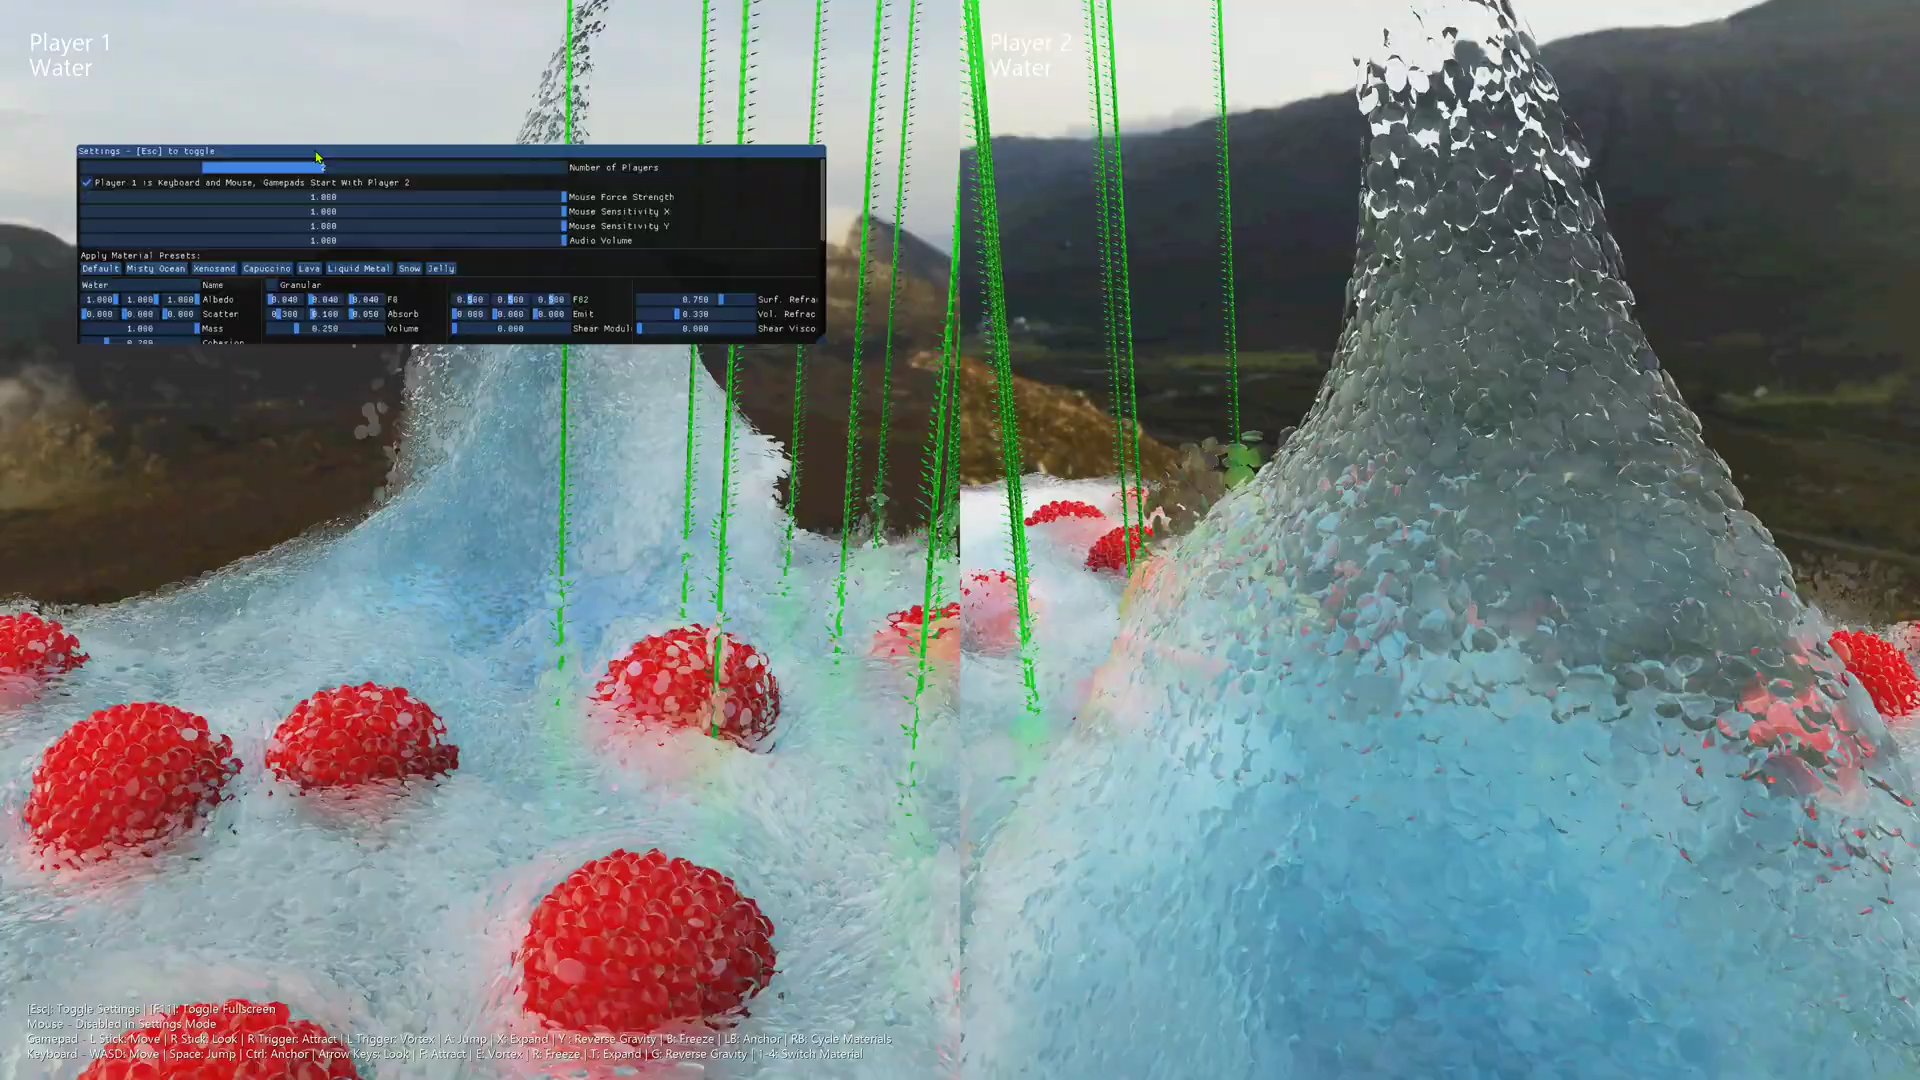 Player 1
Water
Player 2
Water
Settings - [Esc] to toggle
Number of Players
Player 1 is Keyboard and Mouse, Gamepads Start With Player 2
1.000 Mouse Force Strength
1.000 Mouse Sensitivity X
1.000 Mouse Sensitivity Y
1.000 Audio Volume
Apply Material Presets:
Default Misty Ocean Xenosand Capuccino Lava Liquid Metal Snow Jelly
Water Name Granular
1.000 1.000 1.000 Albedo 0.040 0.040 0.040 F0 0.500 0.500 0.500 F82 0.750 Surf. Refra
0.000 0.000 0.000 Scatter 0.300 0.100 0.050 Absorb 0.000 0.000 0.000 Emit 0.330 Vol. Refrac
1.000 Mass 0.250 Volume 0.000 Shear Modul 0.000 Shear Visco
0.200 Cohesion
[Esc]: Toggle Settings | [F11]: Toggle Fullscreen
Mouse - Disabled in Settings Mode
Gamepad - L Stick: Move | R Stick: Look | R Trigger: Attract | L Trigger: Vortex | A: Jump | X: Expand | Y : Reverse Gravity | B: Freeze | LB: Anchor | RB: Cycle Materials
Keyboard - WASD: Move | Space: Jump | Ctrl: Anchor | Arrow Keys: Look | F: Attract | E: Vortex | R: Freeze | T: Expand | G: Reverse Gravity | 1-4: Switch Material